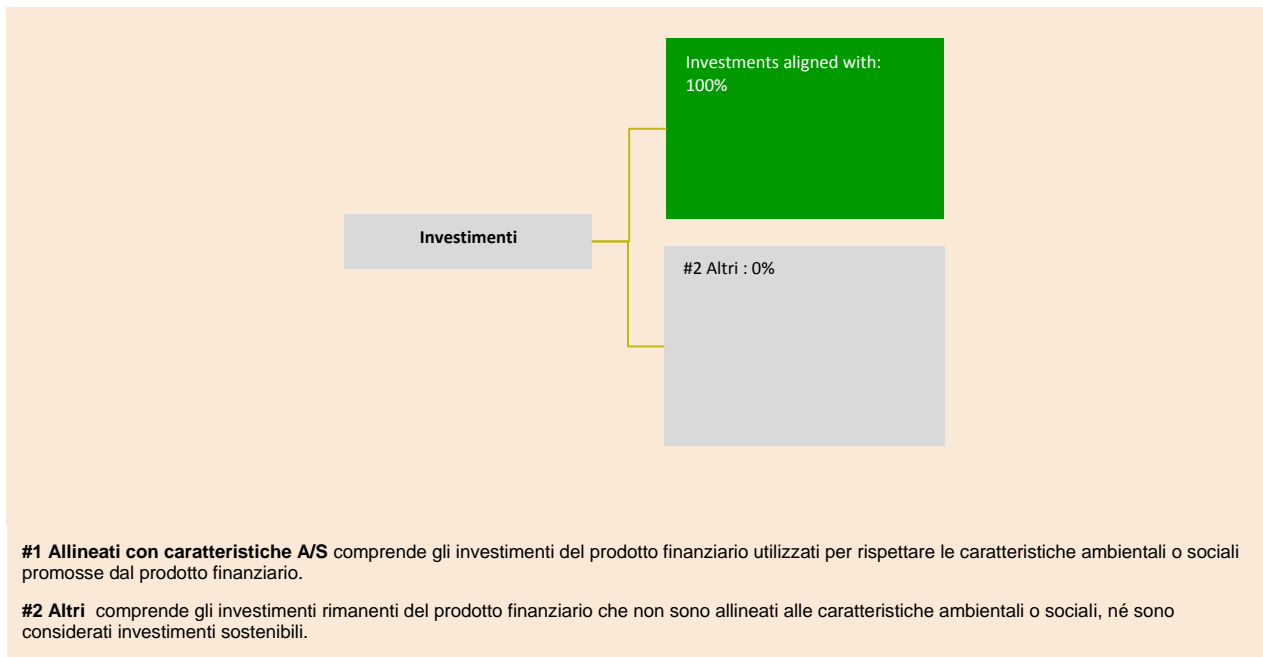 Investments aligned with:
100%
Investimenti
#2 Altri : 0%
#1 Allineati con caratteristiche A/S comprende gli investimenti del prodotto finanziario utilizzati per rispettare le caratteristiche ambientali o sociali
promosse dal prodotto finanziario.
#2 Altri comprende gli investimenti rimanenti del prodotto finanziario che non sono allineati alle caratteristiche ambientali o sociali, né sono
considerati investimenti sostenibili.